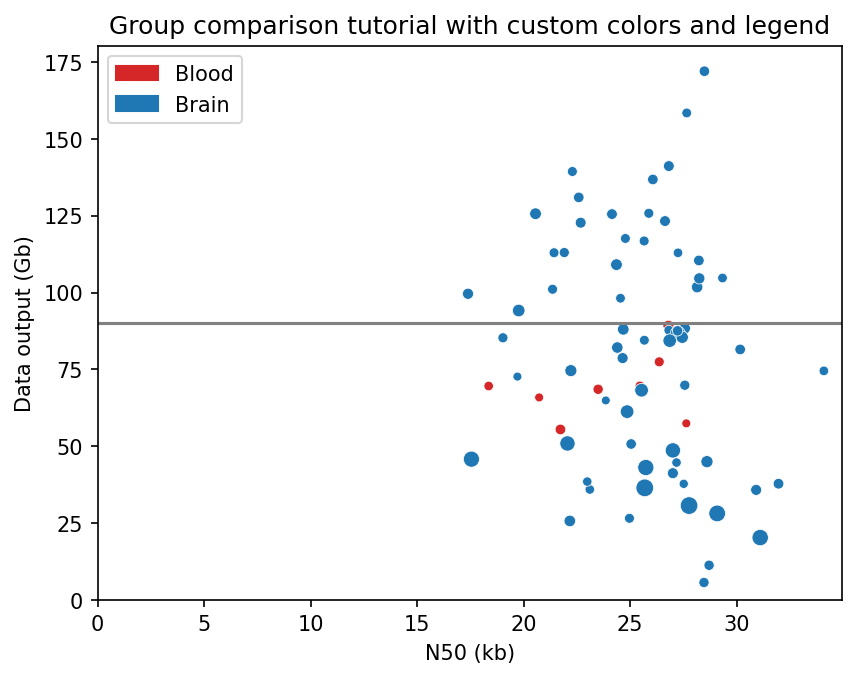 Group comparison tutorial with custom colors and legend
Blood
Brain
Data output (Gb)
175
150
125
100
75
50
25
0
0 5 10 15 20 25 30
N50 (kb)